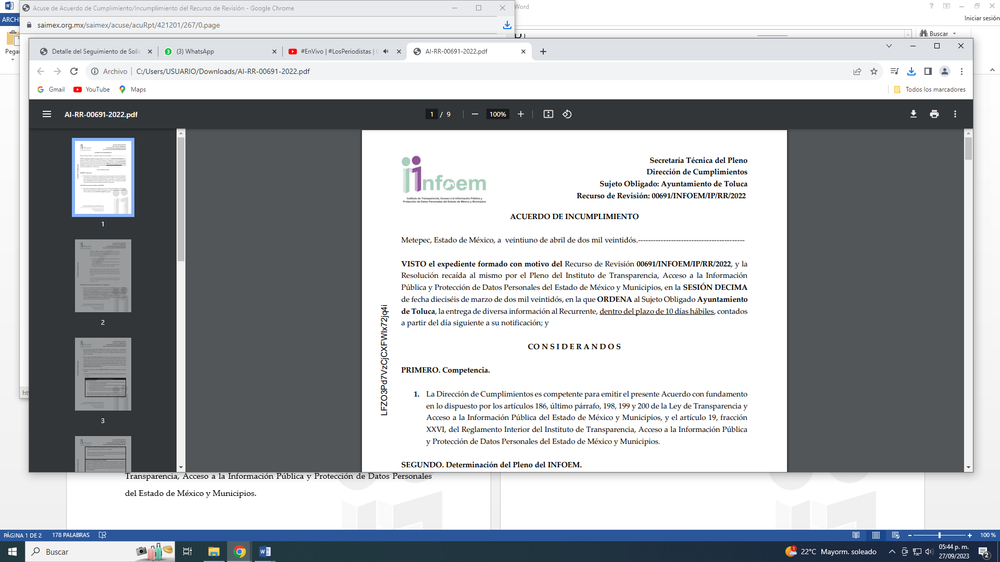 Acuse de Acuerdo de Cumplimiento/Incumplimiento del Recurso de Revisión - Google Chrome
Word
ARCH
Iniciar sesión
saimex.org.mx/saimex/acuse/acuRpt/421201/267/0.page
Buscar
Pegar
Detalle del Seguimiento de Solic
(3) WhatsApp
#EnVivo | #LosPeriodistas |
AI-RR-00691-2022.pdf
Archivo
C:/Users/USUARIO/Downloads/AI-RR-00691-2022.pdf
Gmail
YouTube
Maps
Todos los marcadores
AI-RR-00691-2022.pdf
1 / 9
100%
1
2
3
infoem
Instituto de Transparencia, Acceso a la Información Pública y
Protección de Datos Personales del Estado de México y Municipios
Secretaría Técnica del Pleno
Dirección de Cumplimientos
Sujeto Obligado: Ayuntamiento de Toluca
Recurso de Revisión: 00691/INFOEM/IP/RR/2022
ACUERDO DE INCUMPLIMIENTO
Metepec, Estado de México, a veintiuno de abril de dos mil veintidós.------------------------------------------
VISTO el expediente formado con motivo del Recurso de Revisión 00691/INFOEM/IP/RR/2022, y la
Resolución recaída al mismo por el Pleno del Instituto de Transparencia, Acceso a la Información
Pública y Protección de Datos Personales del Estado de México y Municipios, en la SESIÓN DECIMA
de fecha dieciséis de marzo de dos mil veintidós, en la que ORDENA al Sujeto Obligado Ayuntamiento
de Toluca, la entrega de diversa información al Recurrente, dentro del plazo de 10 días hábiles, contados
a partir del día siguiente a su notificación; y
C O N S I D E R A N D O S
PRIMERO. Competencia.
1. La Dirección de Cumplimientos es competente para emitir el presente Acuerdo con fundamento
en lo dispuesto por los artículos 186, último párrafo, 198, 199 y 200 de la Ley de Transparencia y
Acceso a la Información Pública del Estado de México y Municipios, y el artículo 19, fracción
XXVI, del Reglamento Interior del Instituto de Transparencia, Acceso a la Información Pública
y Protección de Datos Personales del Estado de México y Municipios.
SEGUNDO. Determinación del Pleno del INFOEM.
LFZO3Pd7VzCjCXFWlx72jq4i
Transparencia, Acceso a la Información Pública y Protección de Datos Personales
del Estado de México y Municipios.
PÁGINA 1 DE 2
178 PALABRAS
100 %
Buscar
22°C Mayorm. soleado
05:44 p. m.
27/09/2023
2